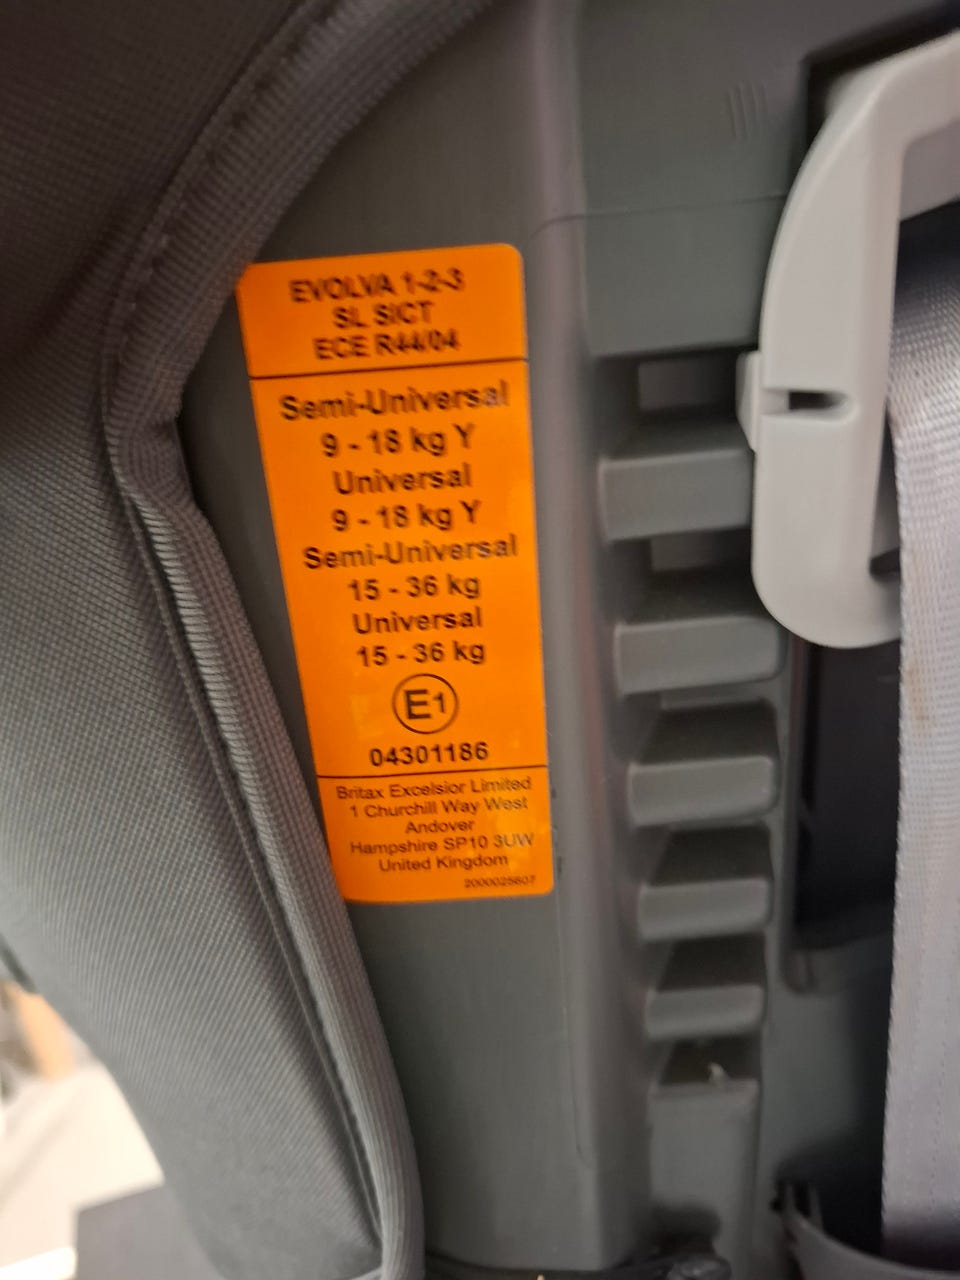 EVOLVA 1-2-3
SL SICT
ECE R44/04
Semi-Universal
9 - 18 kg Y
Universal
9 - 18 kg Y
Semi-Universal
15 - 36 kg
Universal
15 - 36 kg
E1
04301186
Britax Excelsior Limited
1 Churchill Way West
Andover
Hampshire SP10 3UW
United Kingdom
2000025607